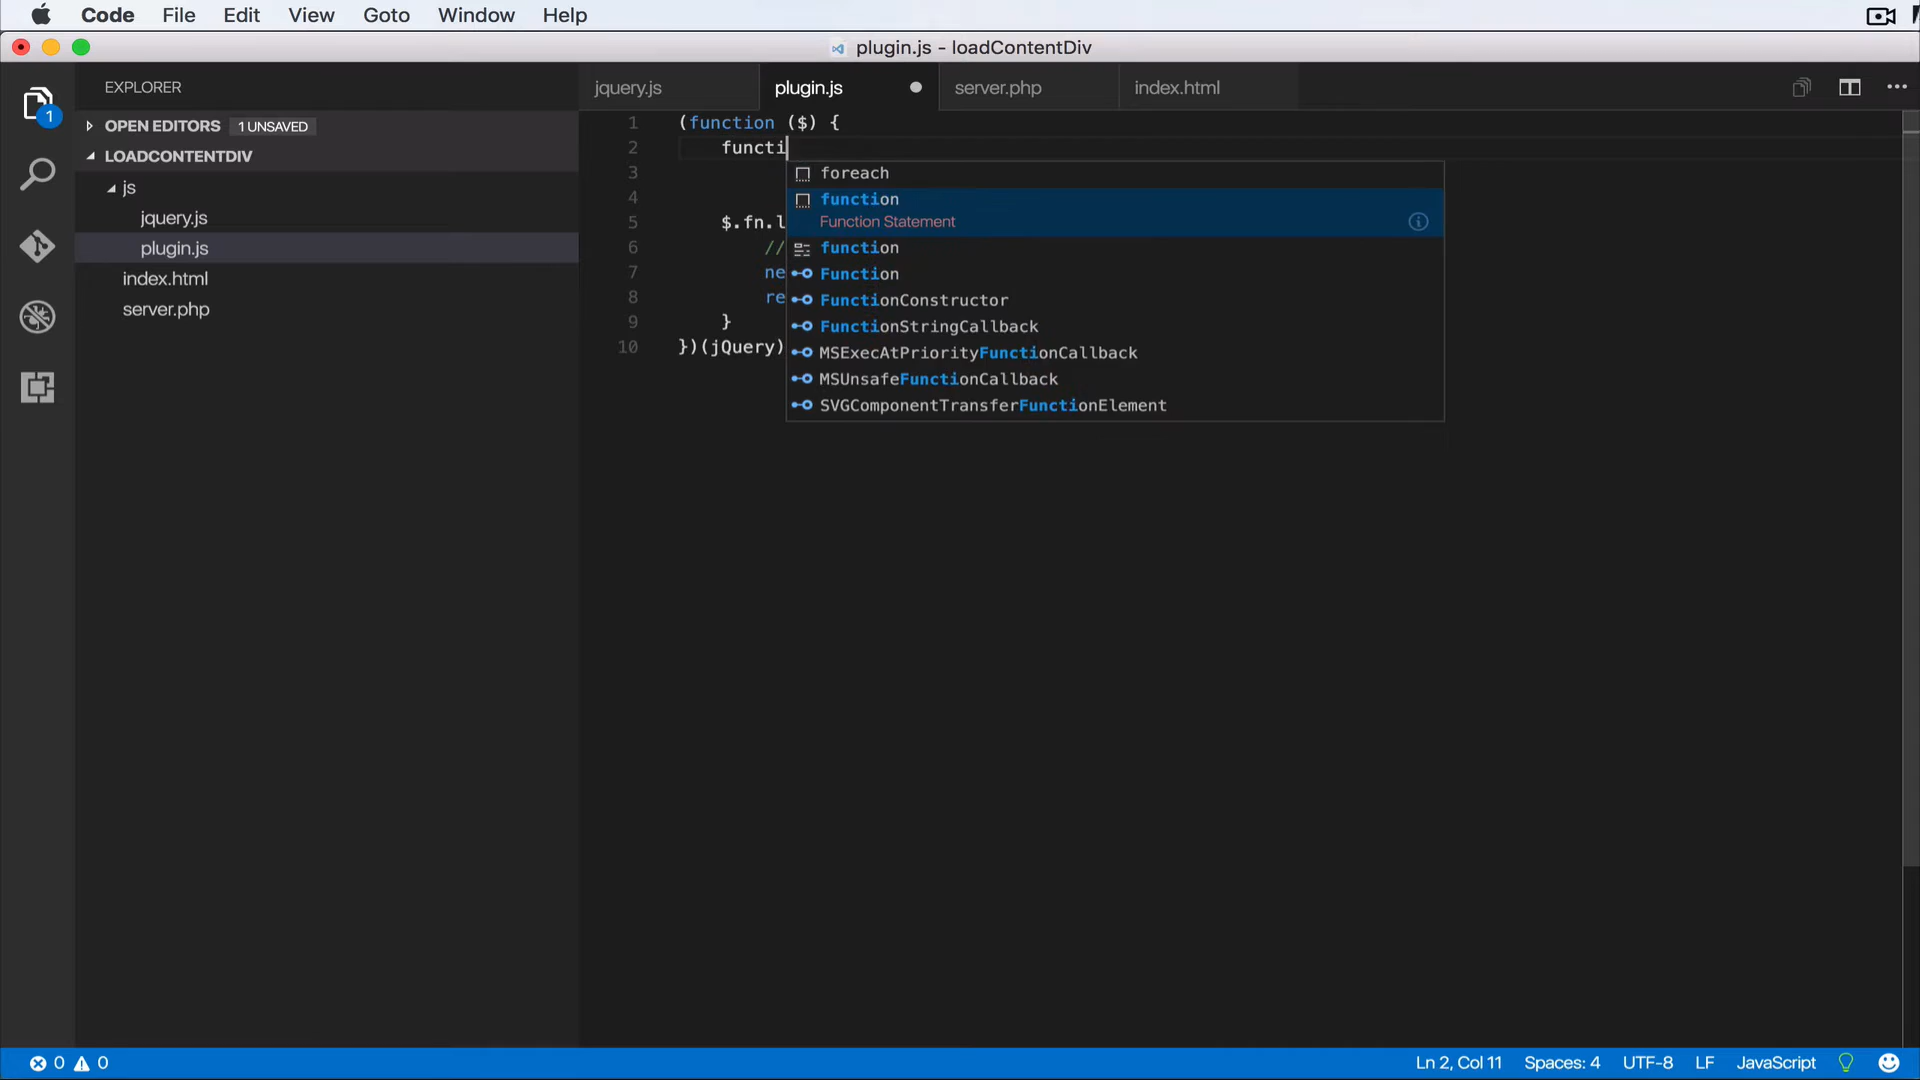 Code File Edit View Goto Window Help
plugin.js - loadContentDiv
EXPLORER
OPEN EDITORS 1 UNSAVED
LOADCONTENTDIV
js
jquery.js
plugin.js
index.html
server.php
1
jquery.js plugin.js server.php index.html
1 (function ($) {
2 functi
3
4
5 $.fn.l
6 //
7 ne
8 re
9 }
10 })(jQuery)
foreach
function
Function Statement
function
Function
FunctionConstructor
FunctionStringCallback
MSExecAtPriorityFunctionCallback
MSUnsafeFunctionCallback
SVGComponentTransferFunctionElement
0 0 Ln 2, Col 11 Spaces: 4 UTF-8 LF JavaScript